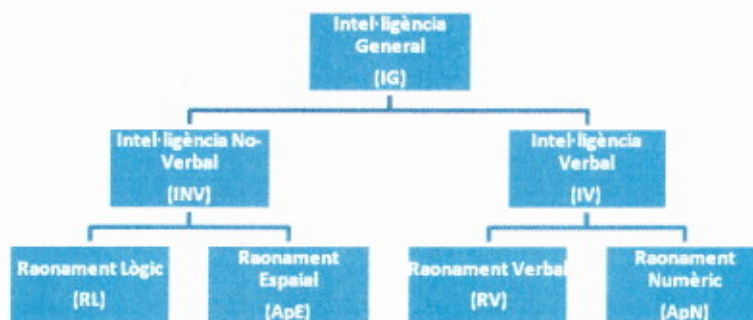 Intel·ligència
General
(IG)
Intel·ligència No-
Verbal
(INV)
Intel·ligència
Verbal
(IV)
Raonament Lògic
(RL)
Raonament
Espaial
(ApE)
Raonament Verbal
(RV)
Raonament
Numèric
(ApN)